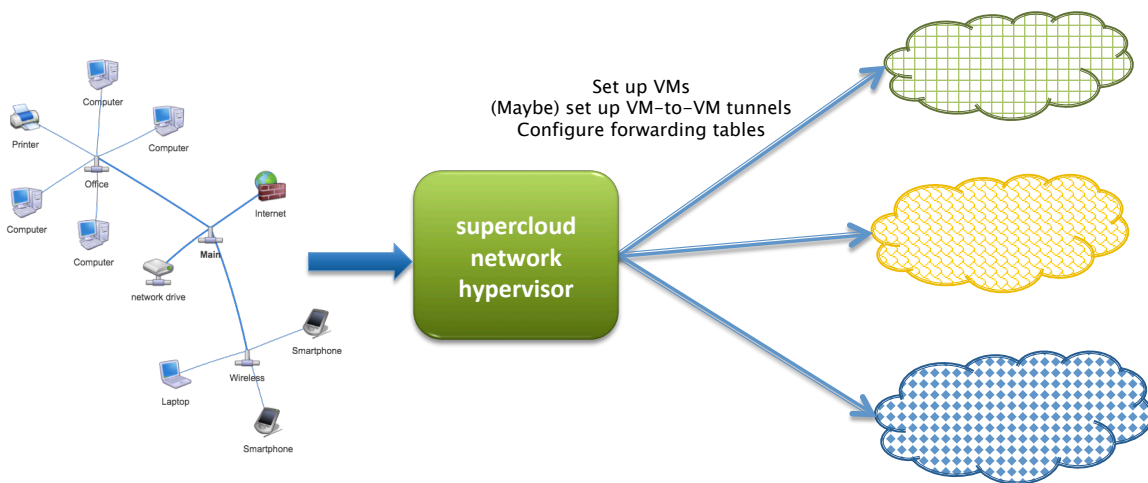 Set up VMs
(Maybe) set up VM-to-VM tunnels
Configure forwarding tables
Computer
Printer
Computer
Office
Computer
Internet
Computer
Main
network drive
Smartphone
Wireless
Laptop
Smartphone
supercloud
network
hypervisor